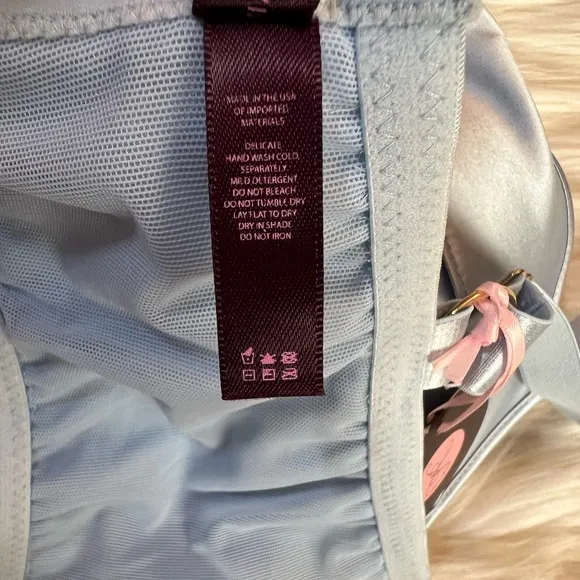 MADE IN THE USA
OF IMPORTED
MATERIALS
DELICATE
HAND WASH COLD,
SEPARATELY
MILD DETERGENT
DO NOT BLEACH
DO NOT TUMBLE DRY
LAY FLAT TO DRY
DRY IN SHADE
DO NOT IRON